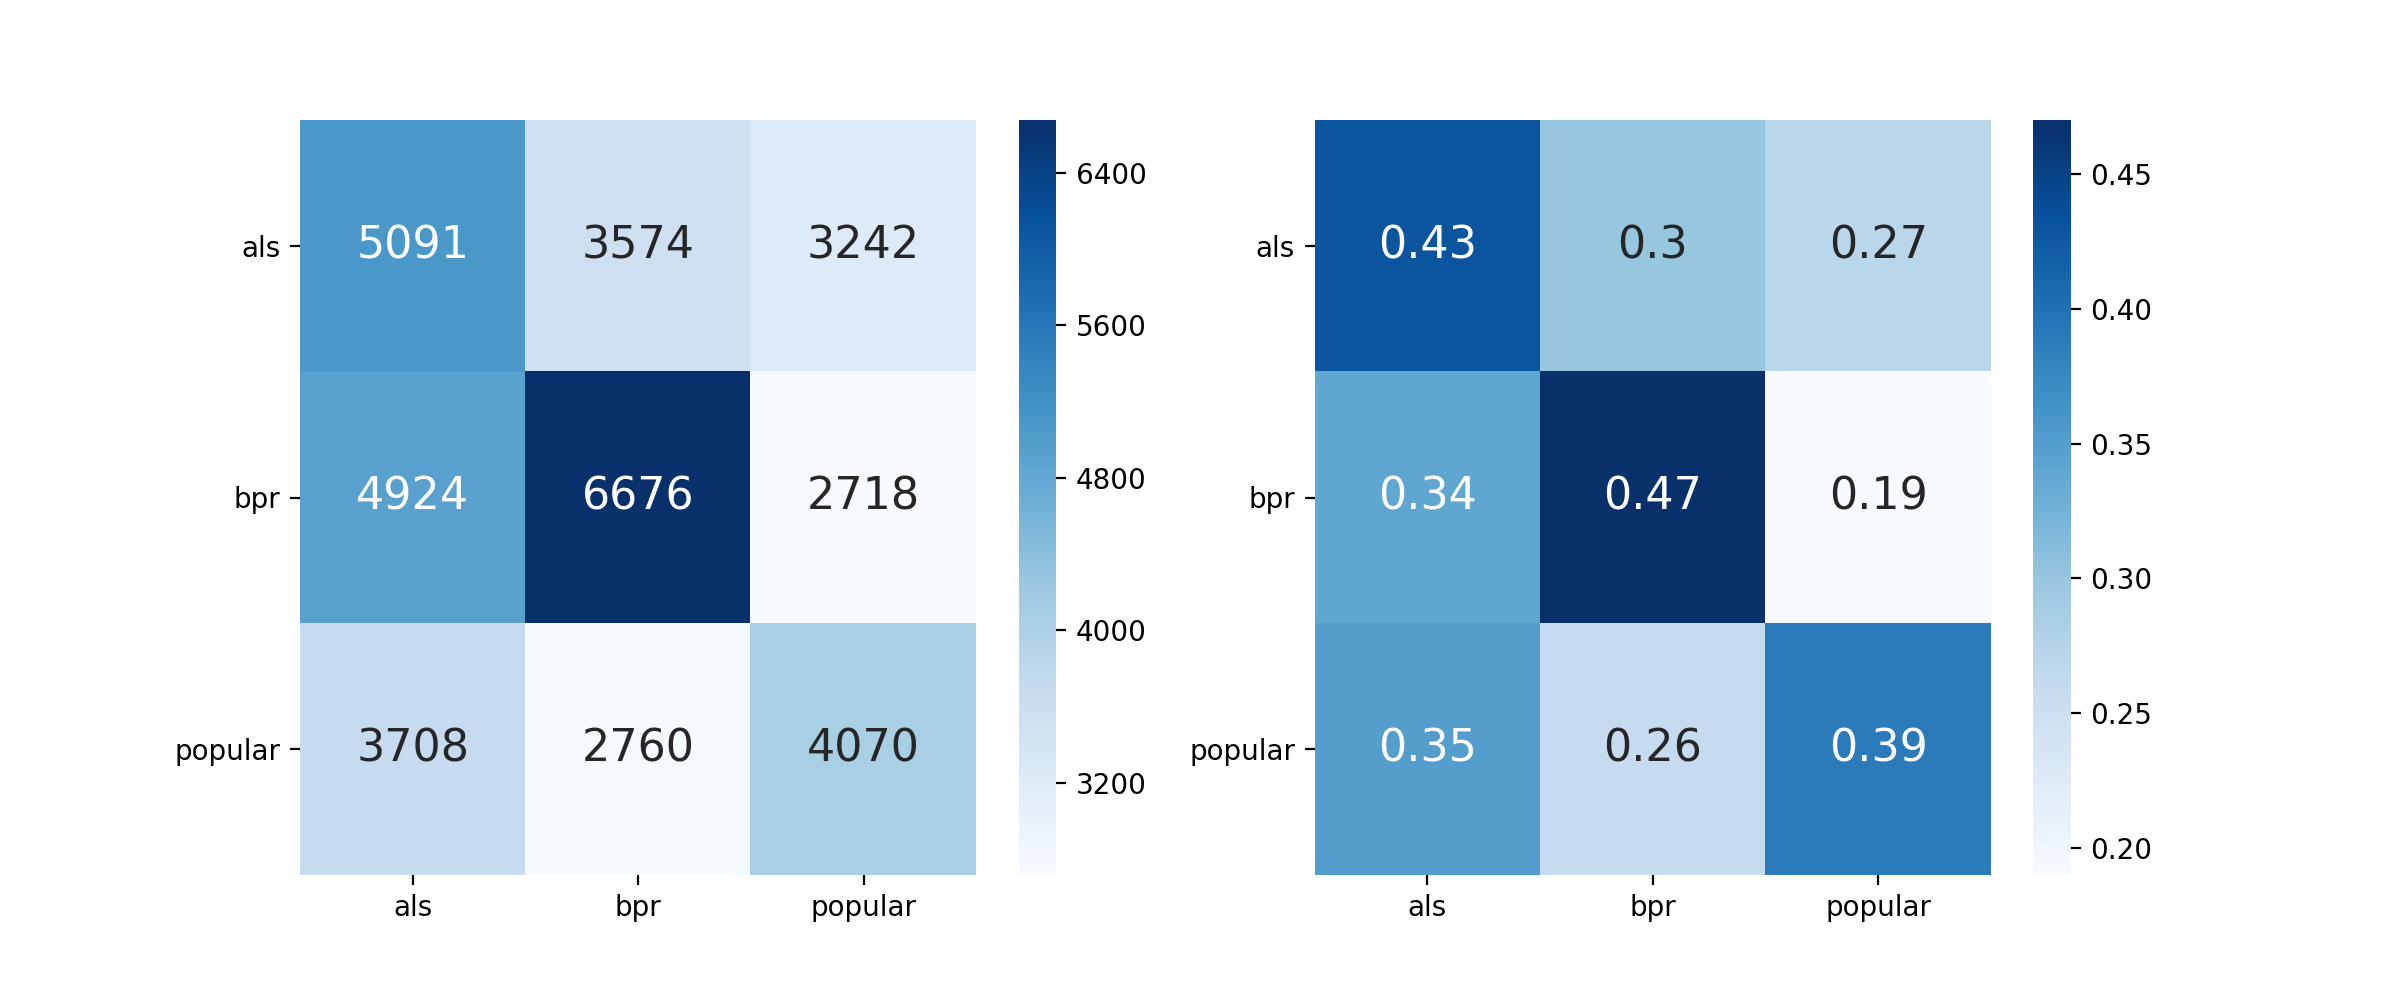 als 5091 3574 3242
bpr 4924 6676 2718
popular 3708 2760 4070
als bpr popular
6400
5600
4800
4000
3200
als 0.43 0.3 0.27
bpr 0.34 0.47 0.19
popular 0.35 0.26 0.39
als bpr popular
0.45
0.40
0.35
0.30
0.25
0.20